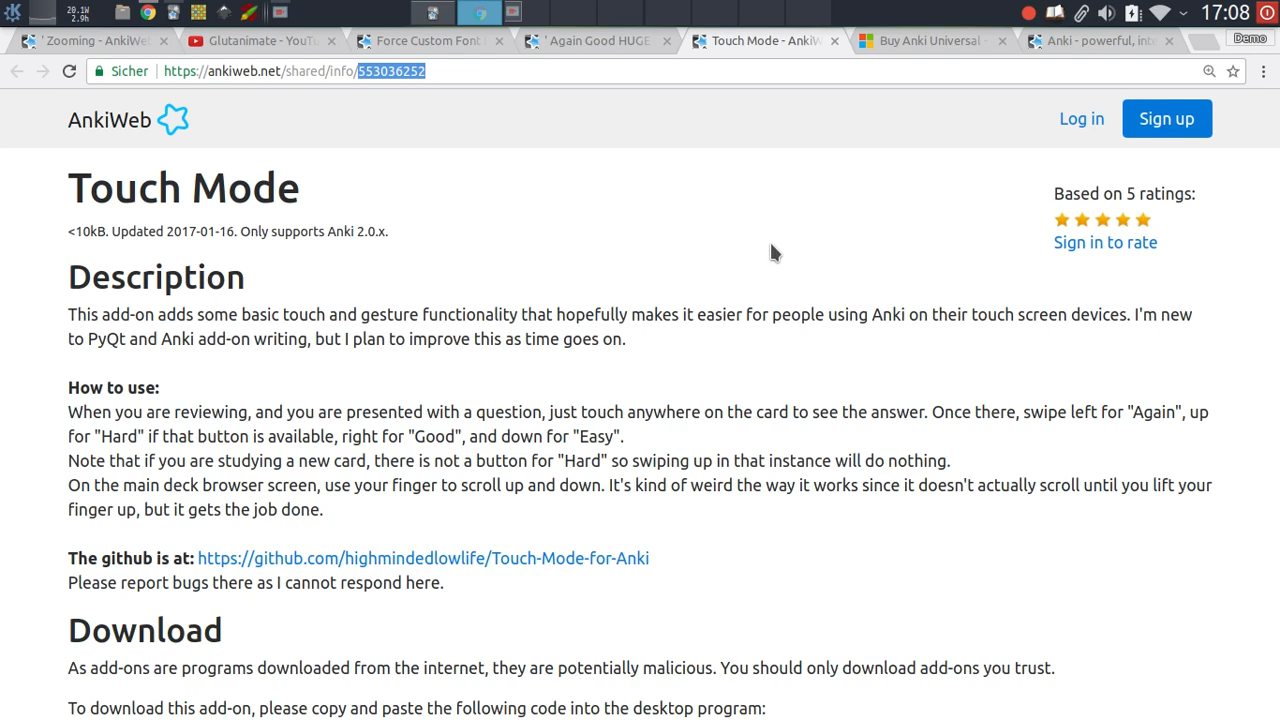 20.1W
2.9%
17:08
' Zooming - AnkiWeb
Glutanimate - YouTu
Force Custom Font
' Again Good HUGE
Touch Mode - AnkiW
Buy Anki Universal -
Anki - powerful, inte
Demo
Sicher
https://ankiweb.net/shared/info/553036252
AnkiWeb
Log in
Sign up
Touch Mode
Based on 5 ratings:
<10kB. Updated 2017-01-16. Only supports Anki 2.0.x.
Sign in to rate
Description
This add-on adds some basic touch and gesture functionality that hopefully makes it easier for people using Anki on their touch screen devices. I'm new
to PyQt and Anki add-on writing, but I plan to improve this as time goes on.
How to use:
When you are reviewing, and you are presented with a question, just touch anywhere on the card to see the answer. Once there, swipe left for "Again", up
for "Hard" if that button is available, right for "Good", and down for "Easy".
Note that if you are studying a new card, there is not a button for "Hard" so swiping up in that instance will do nothing.
On the main deck browser screen, use your finger to scroll up and down. It's kind of weird the way it works since it doesn't actually scroll until you lift your
finger up, but it gets the job done.
The github is at: https://github.com/highmindedlowlife/Touch-Mode-for-Anki
Please report bugs there as I cannot respond here.
Download
As add-ons are programs downloaded from the internet, they are potentially malicious. You should only download add-ons you trust.
To download this add-on, please copy and paste the following code into the desktop program: